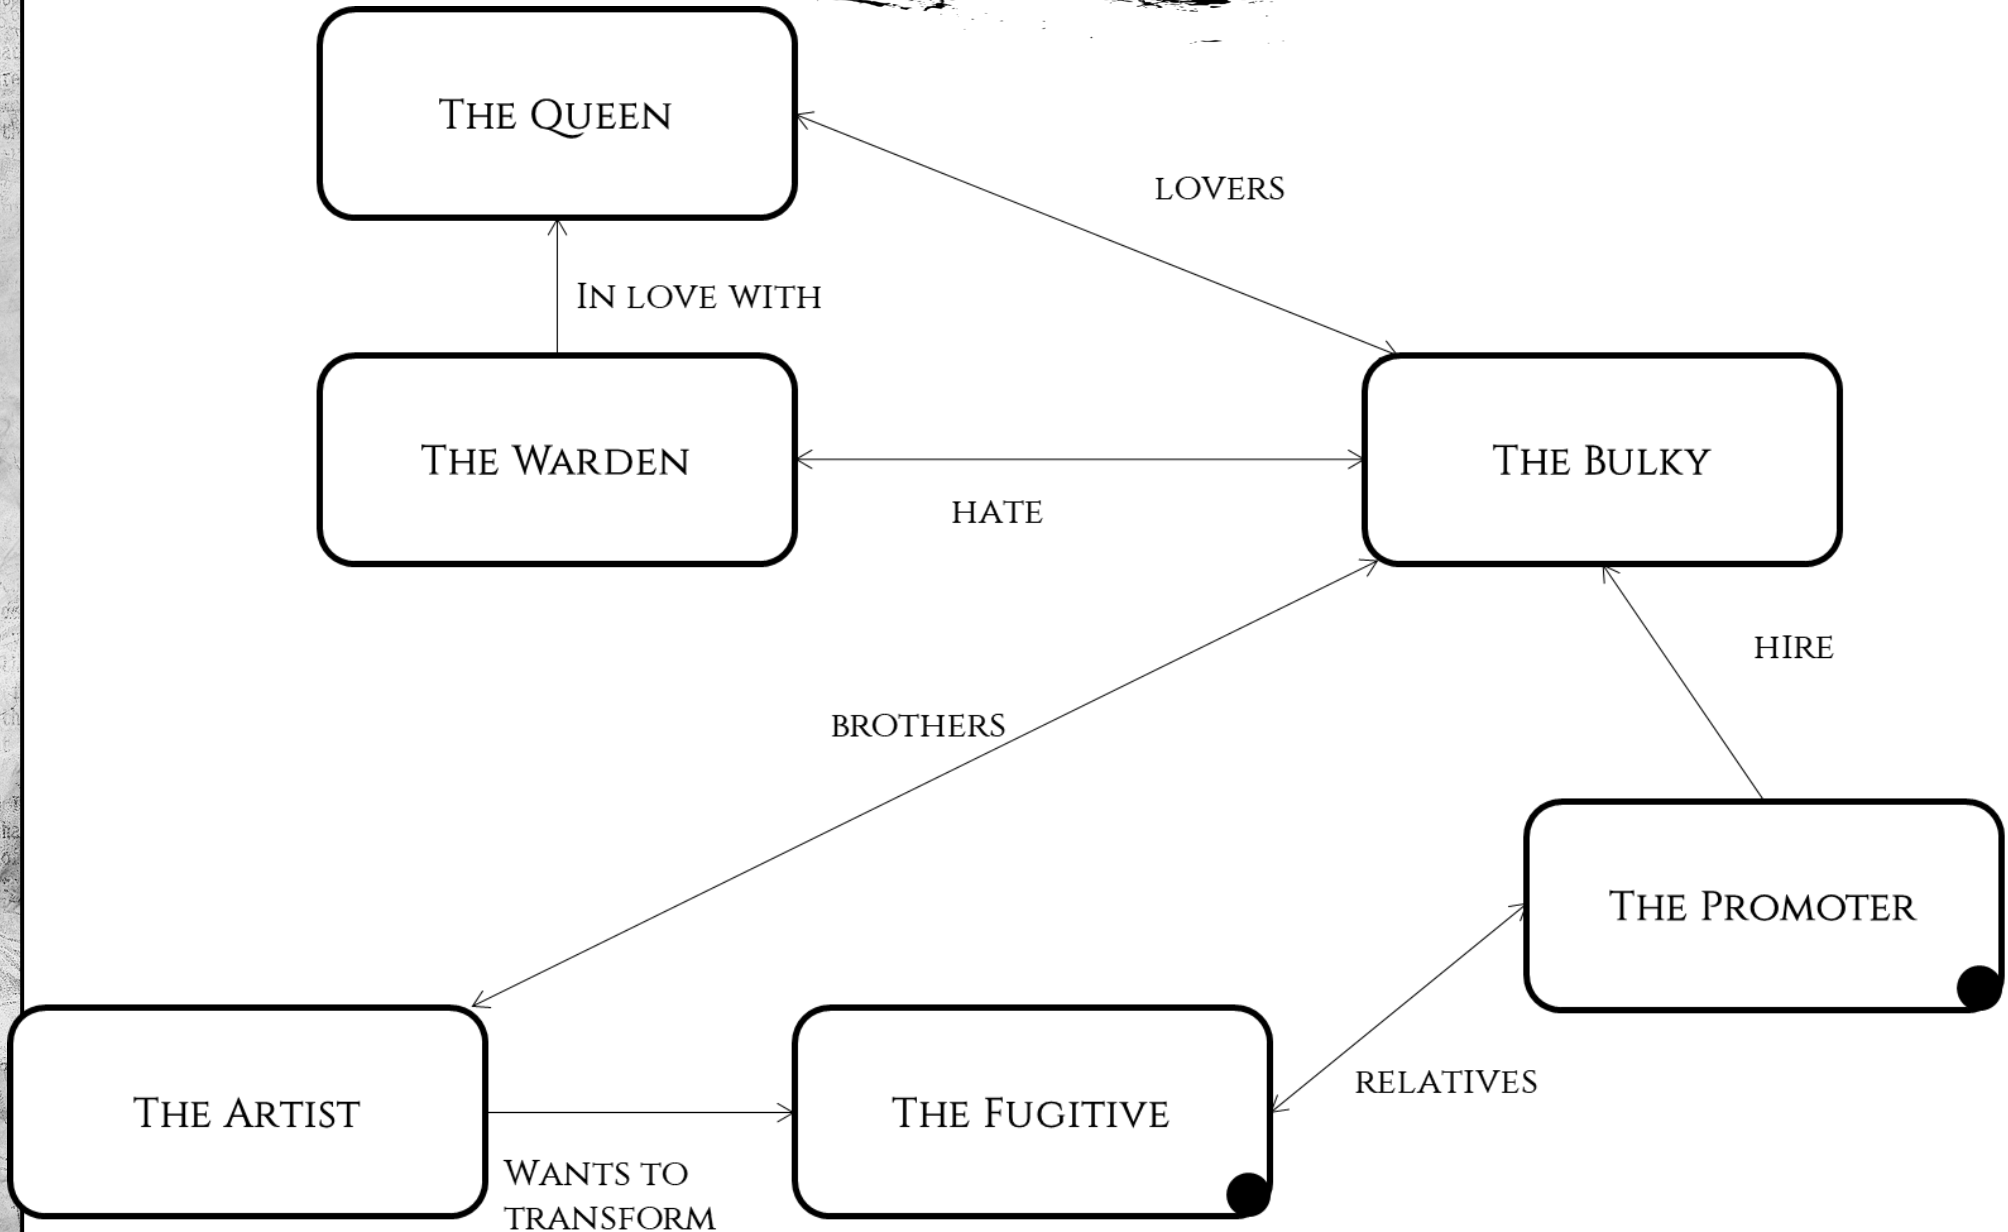 The Queen
lovers
In love with
The Warden
The Bulky
hate
hire
brothers
The Promoter
relatives
The Artist
The Fugitive
Wants to
transform